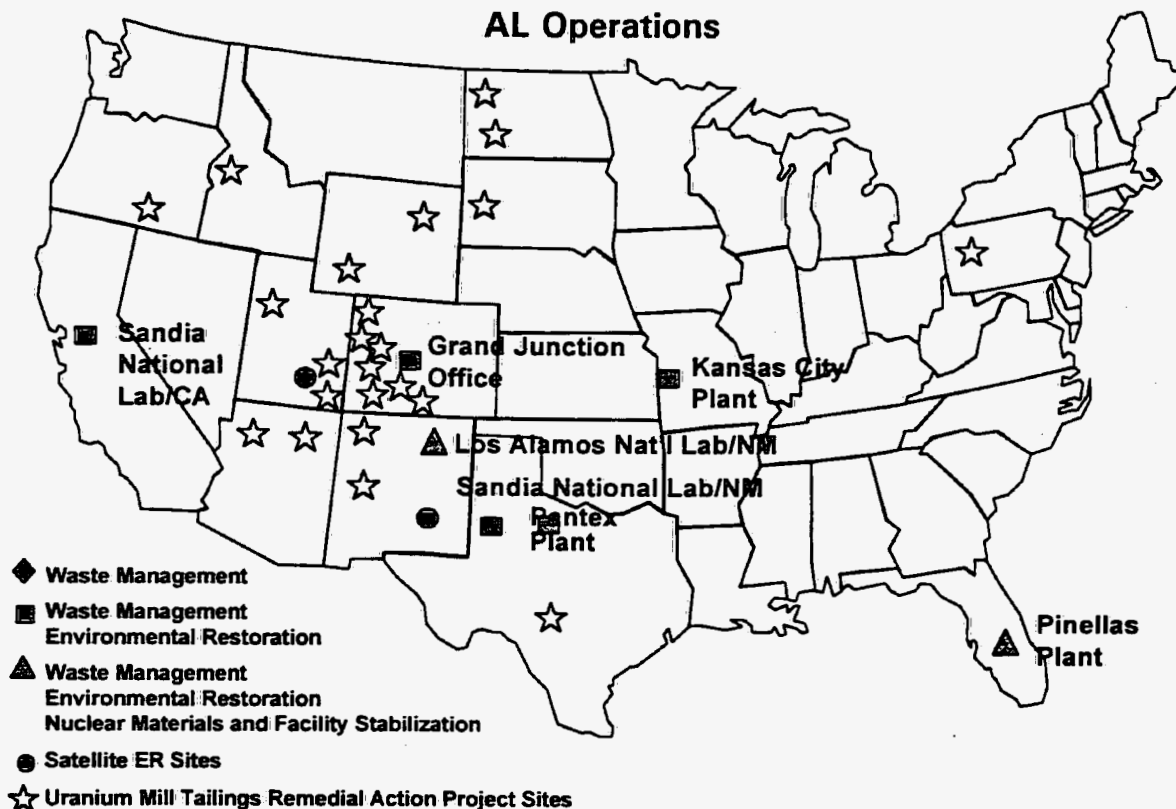 AL Operations
Sandia
National
Lab/CA
Grand Junction
Office
Kansas City
Plant
Los Alamos Nat'l Lab/NM
Sandia National Lab/NM
Pantex
Plant
Pinellas
Plant
Waste Management
Waste Management
Environmental Restoration
Waste Management
Environmental Restoration
Nuclear Materials and Facility Stabilization
Satellite ER Sites
Uranium Mill Tailings Remedial Action Project Sites